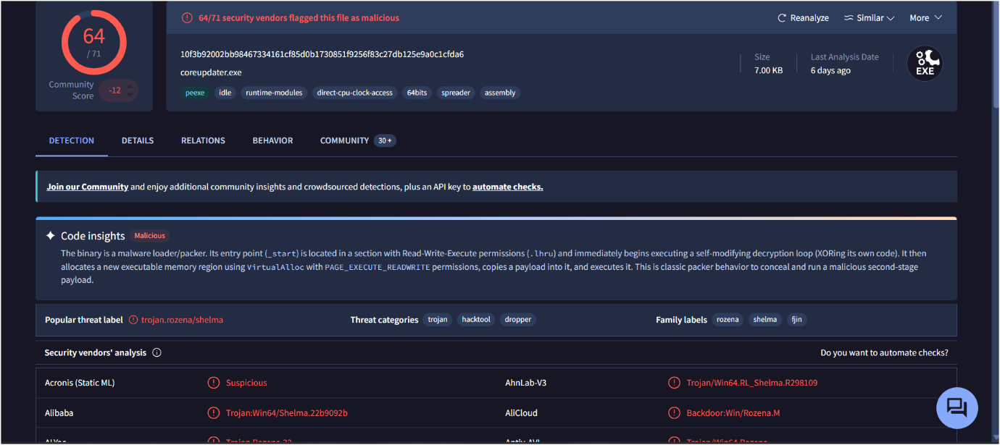 64
/ 71
Community
Score
-12
64/71 security vendors flagged this file as malicious
Reanalyze
Similar
More
10f3b92002bb98467334161cf85d0b1730851f9256f83c27db125e9a0c1cfda6
coreupdater.exe
Size
7.00 KB
Last Analysis Date
6 days ago
EXE
peexe idle runtime-modules direct-cpu-clock-access 64bits spreader assembly
DETECTION DETAILS RELATIONS BEHAVIOR COMMUNITY 30+
Join our Community and enjoy additional community insights and crowdsourced detections, plus an API key to automate checks.
Code insights Malicious
The binary is a malware loader/packer. Its entry point (_start) is located in a section with Read-Write-Execute permissions (.lhru) and immediately begins executing a self-modifying decryption loop (XORing its own code). It then
allocates a new executable memory region using VirtualAlloc with PAGE_EXECUTE_READWRITE permissions, copies a payload into it, and executes it. This is classic packer behavior to conceal and run a malicious second-stage
payload.
Popular threat label trojan.rozena/shelma Threat categories trojan hacktool dropper Family labels rozena shelma fjin
Security vendors' analysis Do you want to automate checks?
Acronis (Static ML) Suspicious AhnLab-V3 Trojan/Win64.RL_Shelma.R298109
Alibaba Trojan:Win64/Shelma.22b9092b AliCloud Backdoor:Win/Rozena.M